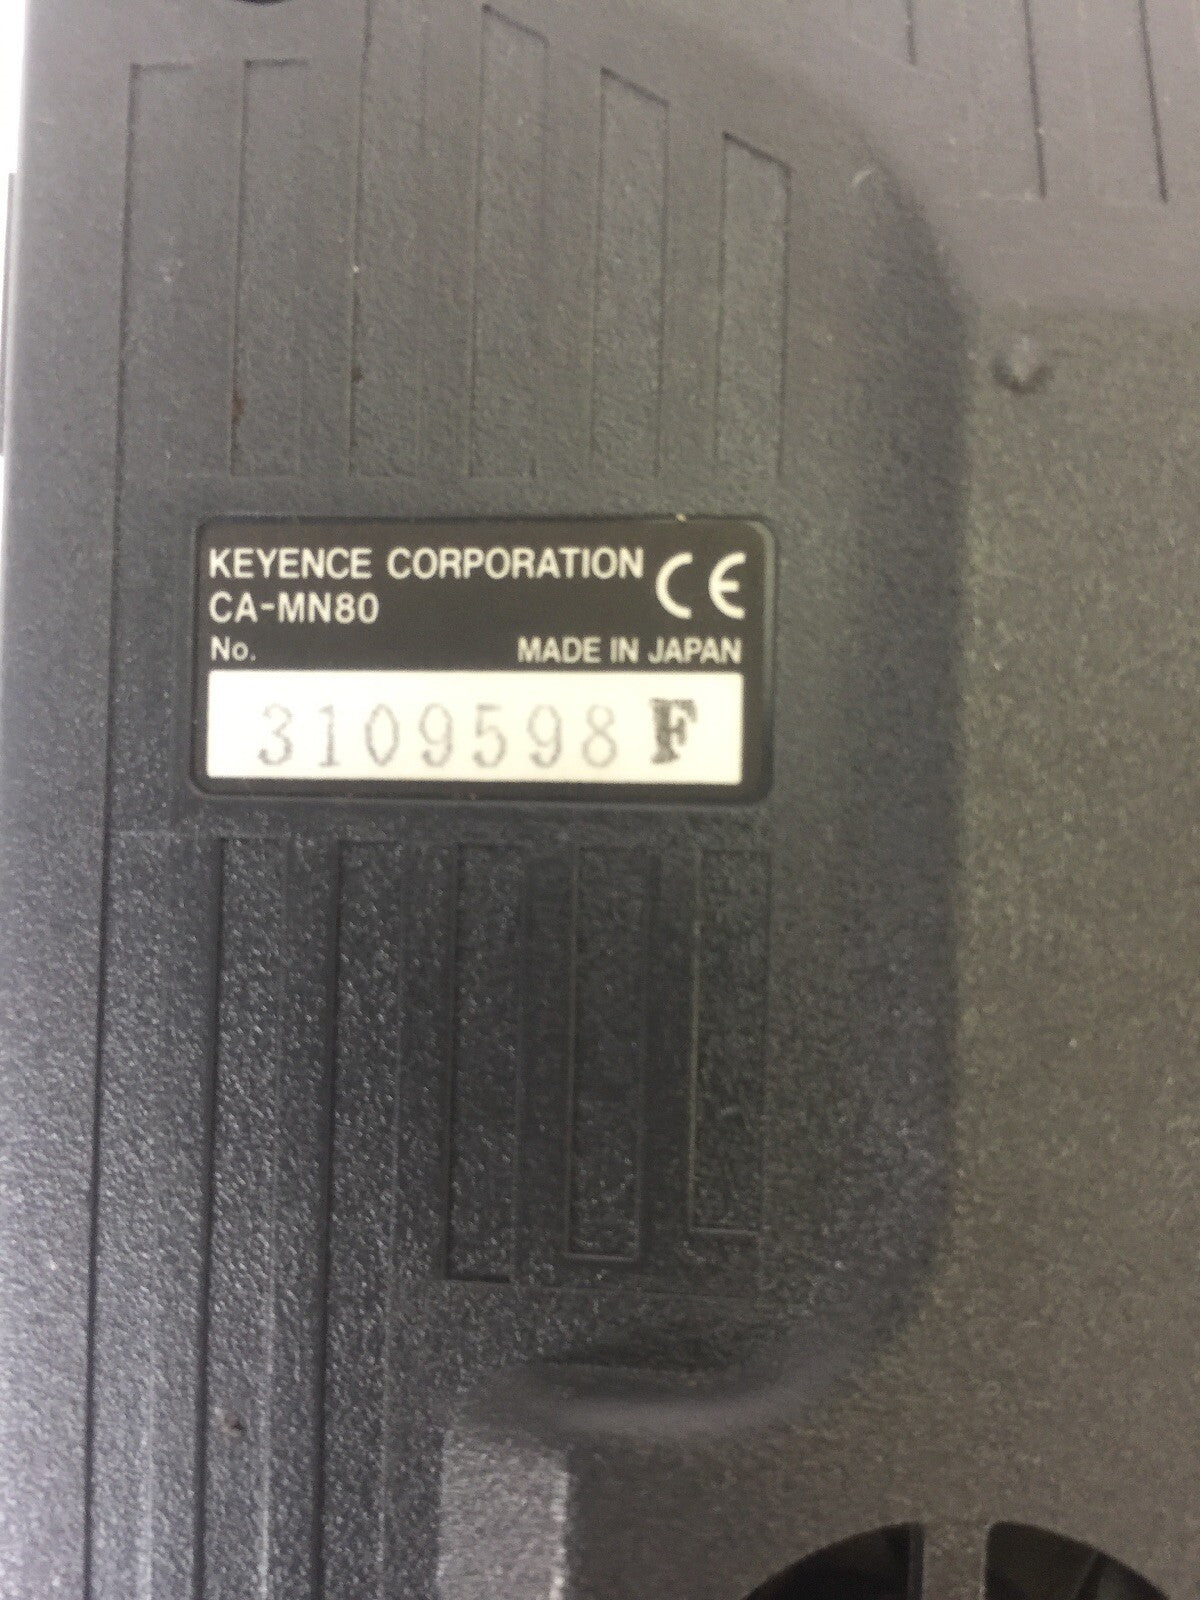 KEYENCE CORPORATION CE
CA-MN80
No. MADE IN JAPAN
3109598 F